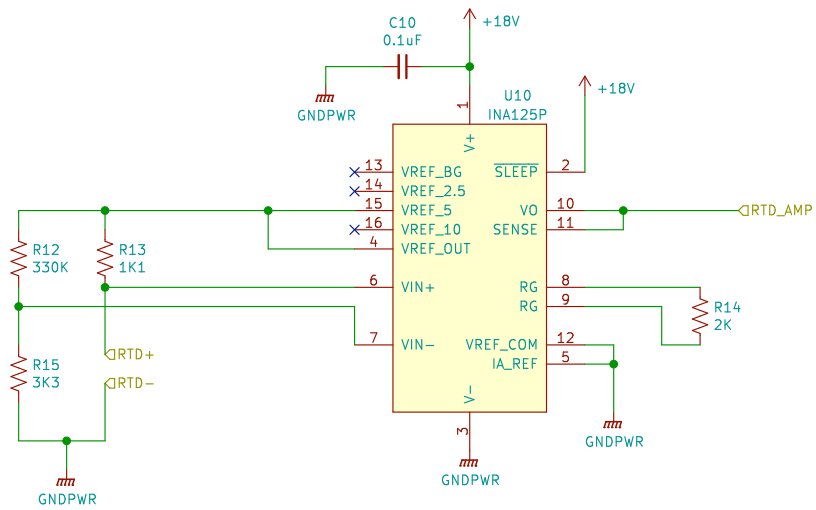 C10
0.1uF
+18V
GNDPWR
U10
INA125P
+18V
1
V+
13
VREF_BG
SLEEP
2
14
VREF_2.5
15
VREF_5
VO
10
RTD_AMP
16
VREF_10
SENSE
11
4
VREF_OUT
R12
330K
R13
1K1
6
VIN+
RG
8
RG
9
R14
2K
7
VIN-
VREF_COM
12
IA_REF
5
RTD+
R15
3K3
RTD-
V-
3
GNDPWR
GNDPWR
GNDPWR